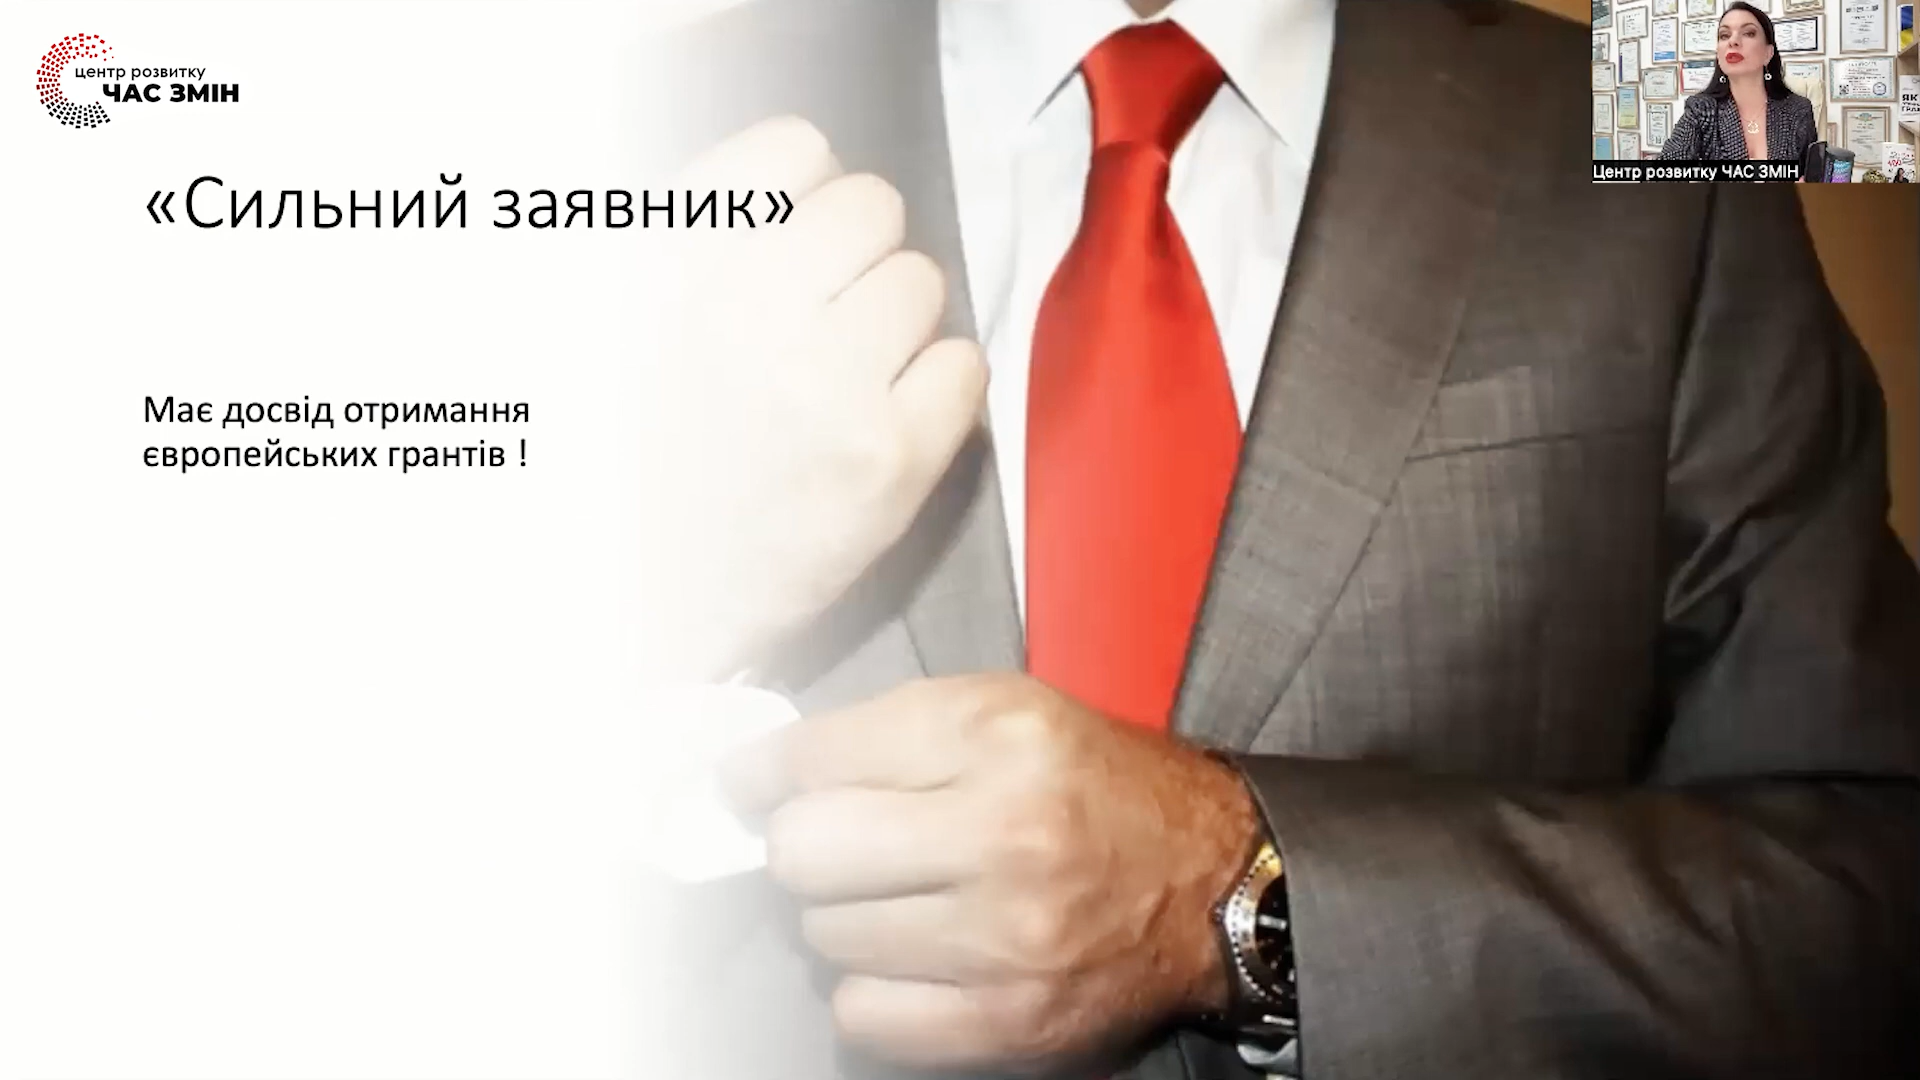 центр розвитку
ЧАС ЗМІН
«Сильний заявник»
Має досвід отримання
європейських грантів !
Центр розвитку ЧАС ЗМІН